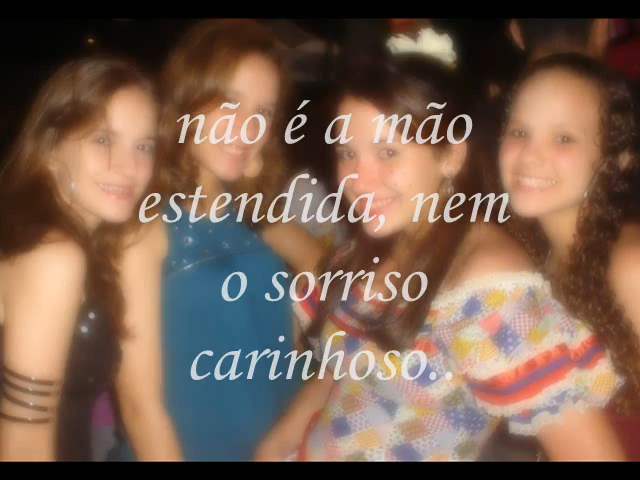 não é a mão
estendida, nem
o sorriso
carinhoso..